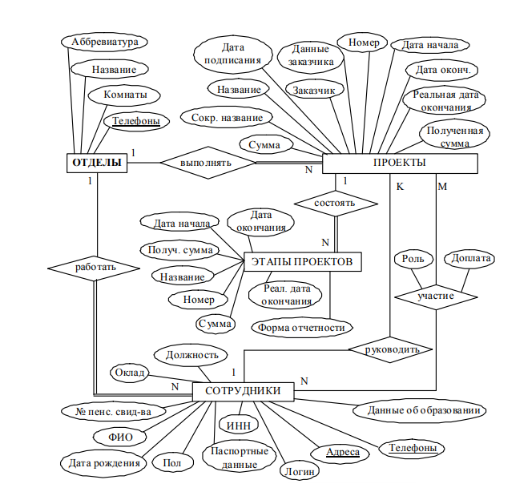 Аббревиатура
Название
Комнаты
Телефоны
Дата
подписания
Данные
заказчика
Номер
Дата начала
Название
Заказчик
Дата оконч.
Сокр. название
Реальная дата
окончания
Сумма
Полученная
сумма
ОТДЕЛЫ
1
выполнять
N
ПРОЕКТЫ
1
1
K
M
состоять
N
Дата начала
Дата
окончания
Получ. сумма
Название
Номер
Сумма
ЭТАПЫ ПРОЕКТОВ
Реал. дата
окончания
Форма отчетности
Роль
Доплата
участие
работать
руководить
Должность
Оклад
N
1
N
СОТРУДНИКИ
№ пенс. свид-ва
ФИО
Дата рождения
Пол
ИНН
Паспортные
данные
Логин
Адреса
Телефоны
Данные об образовании